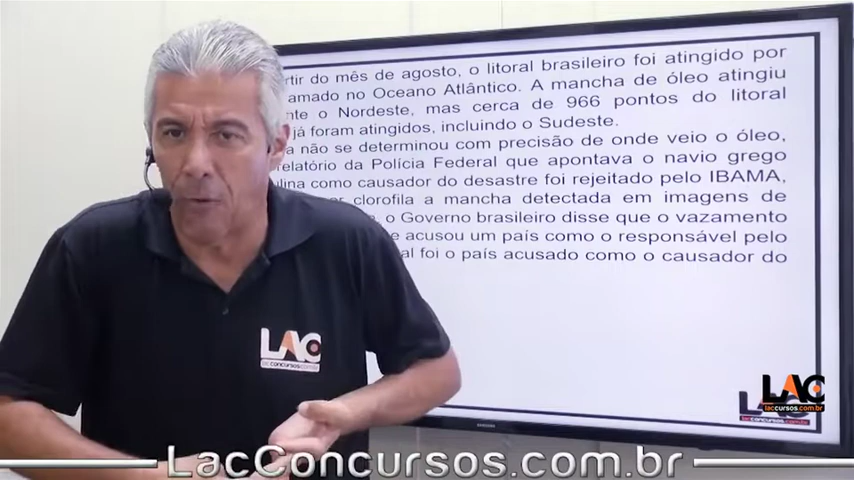 rtir do mês de agosto, o litoral brasileiro foi atingido por
amado no Oceano Atlântico. A mancha de óleo atingiu
nte o Nordeste, mas cerca de 966 pontos do litoral
já foram atingidos, incluindo o Sudeste.
a não se determinou com precisão de onde veio o óleo,
relatório da Polícia Federal que apontava o navio grego
ulina como causador do desastre foi rejeitado pelo IBAMA,
clorofila a mancha detectada em imagens de
o Governo brasileiro disse que o vazamento
e acusou um país como o responsável pelo
al foi o país acusado como o causador do
LAC
lacconcursos.com.br
LAC
LAC
laccursos.com.br
SAMSUNG
LacConcursos.com.br